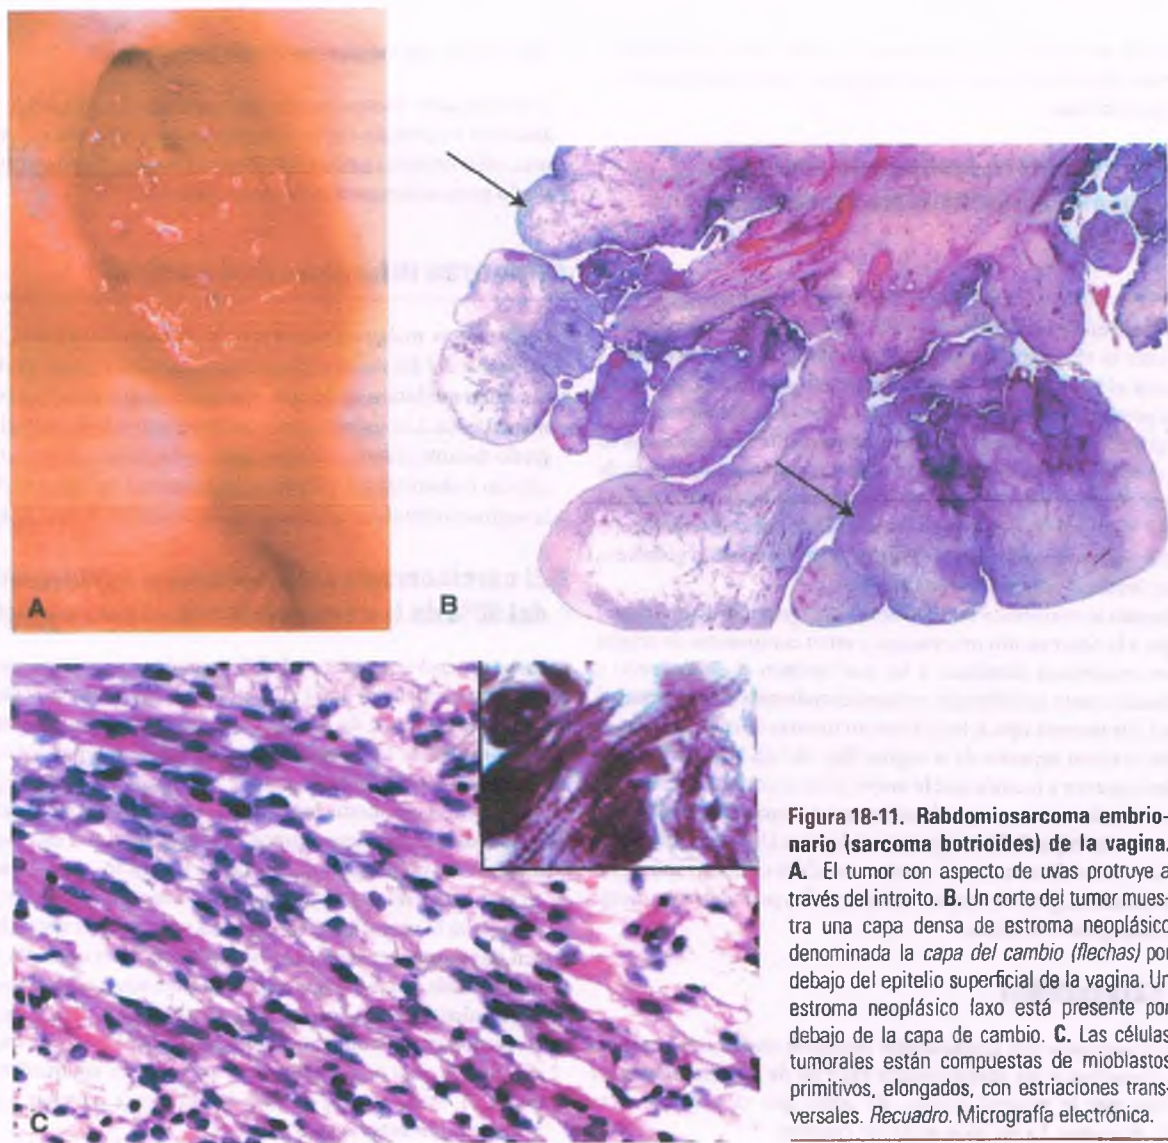 A
B
C
Figura 18-11. Rabdomiosarcoma embrio-
nario (sarcoma botrioides) de la vagina.
A. El tumor con aspecto de uvas protruye a
través del introito. B. Un corte del tumor mues-
tra una capa densa de estroma neoplásico
denominada la capa del cambio (flechas) por
debajo del epitelio superficial de la vagina. Un
estroma neoplásico laxo está presente por
debajo de la capa de cambio. C. Las células
tumorales están compuestas de mioblastos
primitivos, elongados, con estriaciones trans-
versales. Recuadro. Micrografía electrónica.